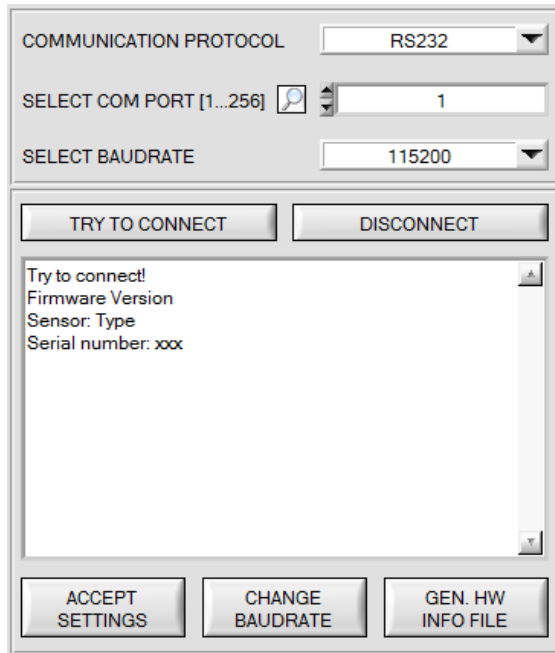 COMMUNICATION PROTOCOL RS232
SELECT COM PORT [1...256] 1
SELECT BAUDRATE 115200
TRY TO CONNECT DISCONNECT
Try to connect!
Firmware Version
Sensor: Type
Serial number: xxx
ACCEPT SETTINGS
CHANGE BAUDRATE
GEN. HW INFO FILE